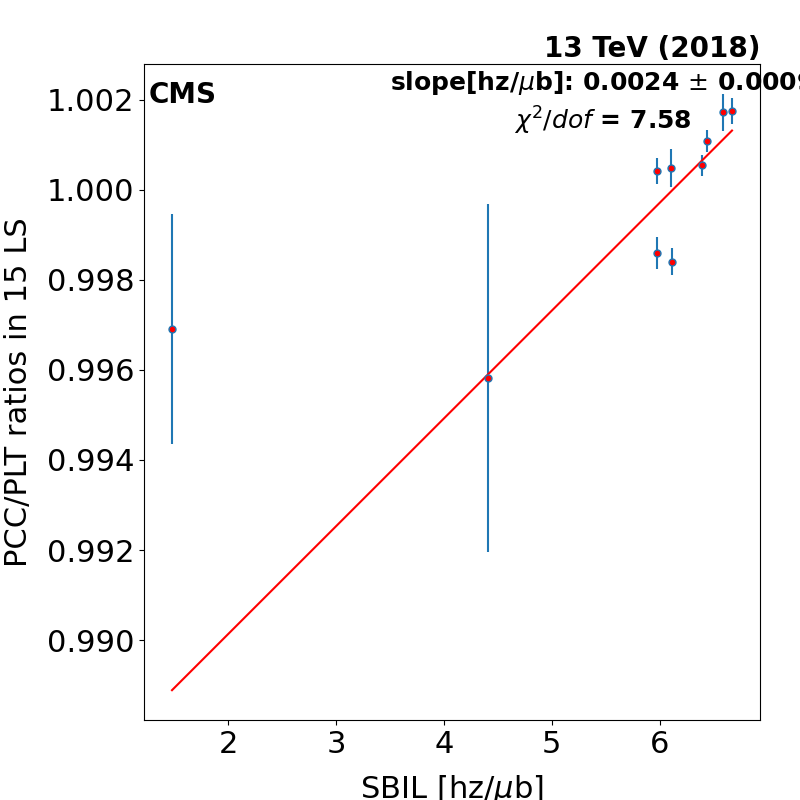 13 TeV (2018)
CMS
slope[hz/μb]: 0.0024 ± 0.0009
χ²/dof = 7.58
1.002
1.000
0.998
0.996
0.994
0.992
0.990
PCC/PLT ratios in 15 LS
2 3 4 5 6
SBIL [hz/μb]